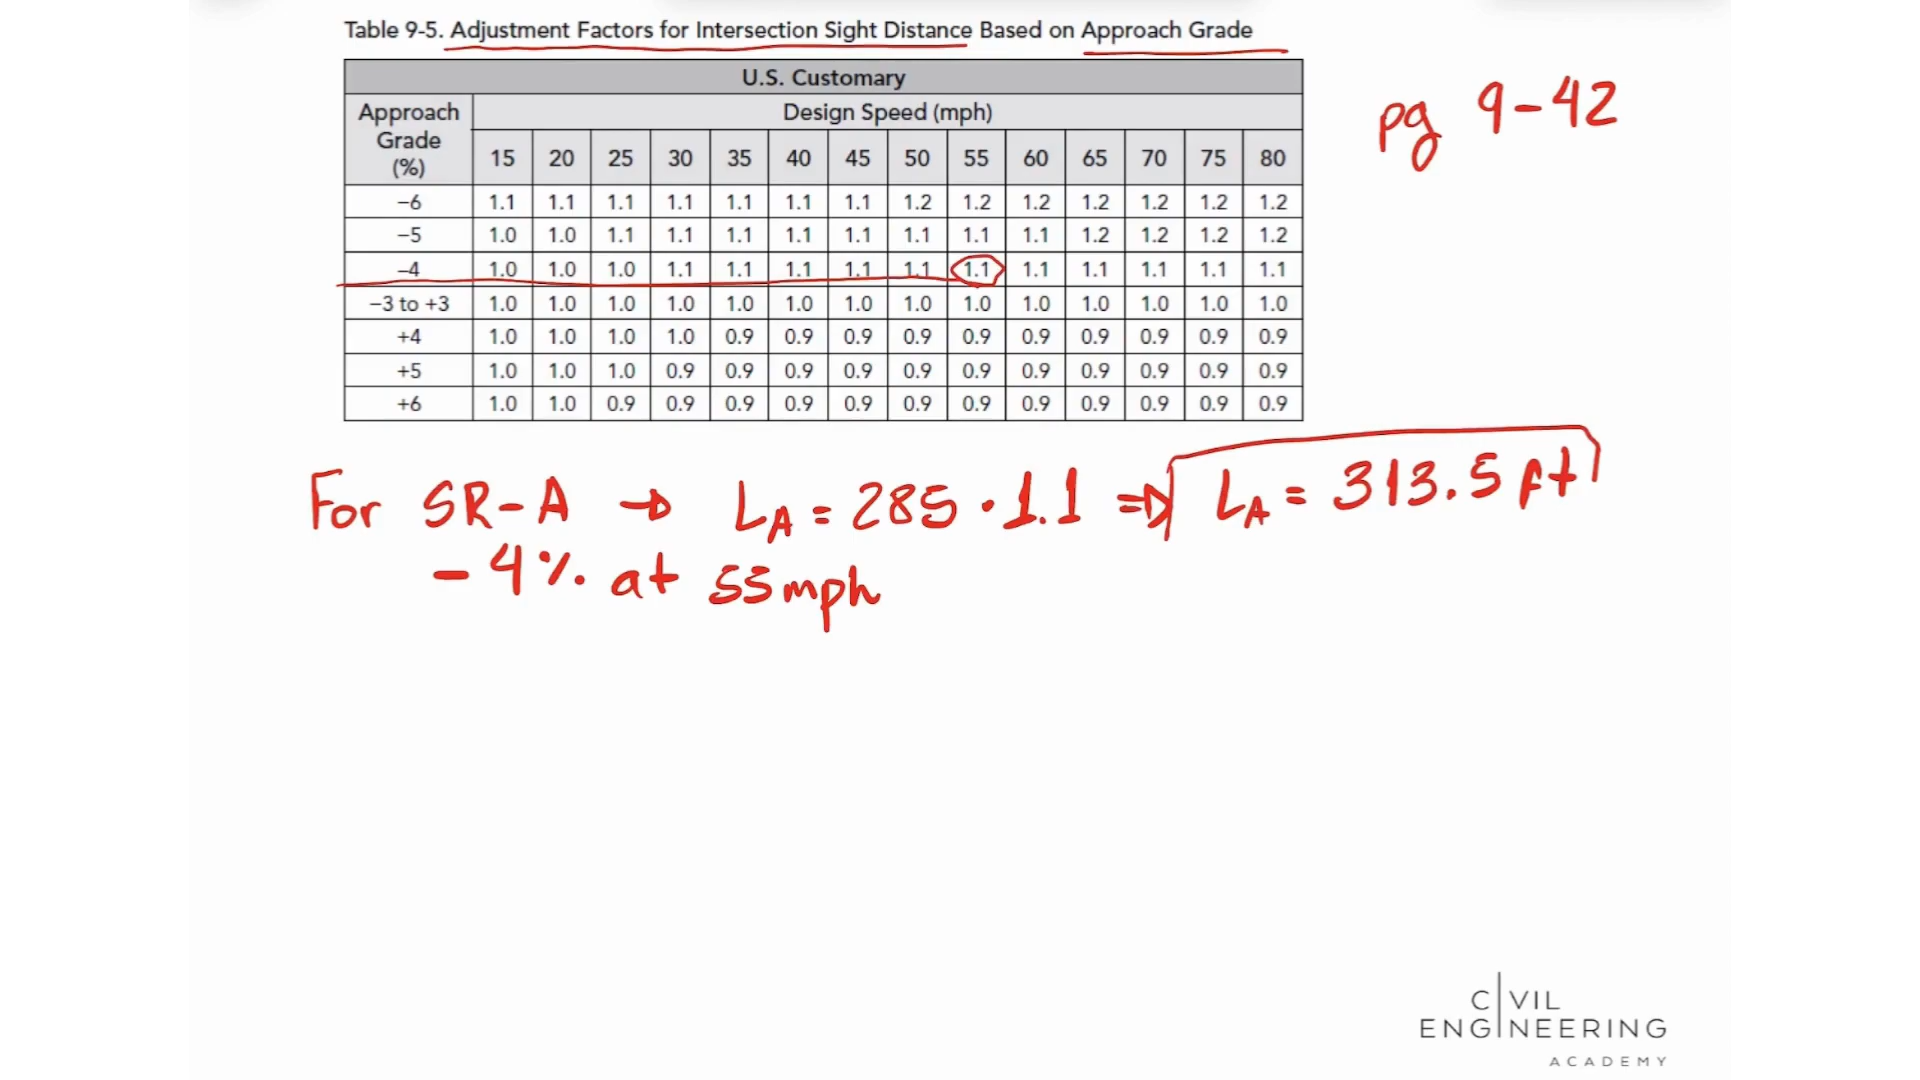 Table 9-5. Adjustment Factors for Intersection Sight Distance Based on Approach Grade
U.S. Customary
Approach Grade (%) Design Speed (mph)
15 20 25 30 35 40 45 50 55 60 65 70 75 80
−6 1.1 1.1 1.1 1.1 1.1 1.1 1.1 1.2 1.2 1.2 1.2 1.2 1.2 1.2
−5 1.0 1.0 1.1 1.1 1.1 1.1 1.1 1.1 1.1 1.1 1.2 1.2 1.2 1.2
−4 1.0 1.0 1.0 1.1 1.1 1.1 1.1 1.1 1.1 1.1 1.1 1.1 1.1 1.1
−3 to +3 1.0 1.0 1.0 1.0 1.0 1.0 1.0 1.0 1.0 1.0 1.0 1.0 1.0 1.0
+4 1.0 1.0 1.0 1.0 0.9 0.9 0.9 0.9 0.9 0.9 0.9 0.9 0.9 0.9
+5 1.0 1.0 1.0 0.9 0.9 0.9 0.9 0.9 0.9 0.9 0.9 0.9 0.9 0.9
+6 1.0 1.0 0.9 0.9 0.9 0.9 0.9 0.9 0.9 0.9 0.9 0.9 0.9 0.9
pg 9-42
For SR-A → LA = 285 · 1.1 ⇒ LA = 313.5 ft
- 4% at 55mph
CIVIL
ENGINEERING
ACADEMY